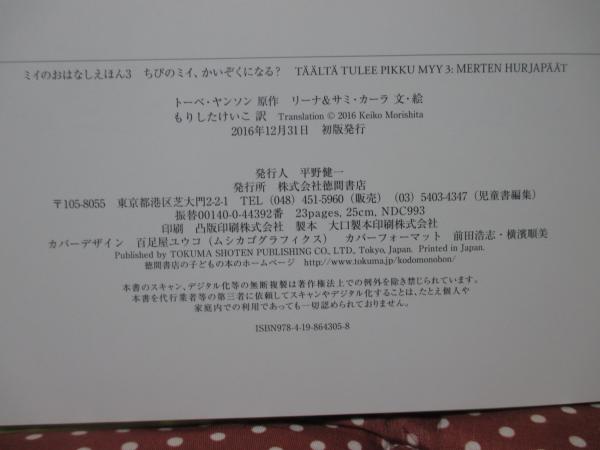 ミイのおはなしえほん3　ちびのミイ、かいぞくになる？　TÄÄLTÄ TULEE PIKKU MYY 3: MERTEN HURJAPÄÄT
トーベ・ヤンソン 原作　リーナ&サミ・カーラ 文・絵
もりしたけいこ 訳　Translation © 2016 Keiko Morishita
2016年12月31日　初版発行
発行人　平野健一
発行所　株式会社徳間書店
〒105-8055　東京都港区芝大門2-2-1　TEL (048) 451-5960（販売）　(03) 5403-4347（児童書編集）
振替00140-0-44392番　23pages, 25cm, NDC993
印刷　凸版印刷株式会社　製本　大口製本印刷株式会社
カバーデザイン　百足屋ユウコ（ムシカゴグラフィクス）　カバーフォーマット　前田浩志・横濱順美
Published by TOKUMA SHOTEN PUBLISHING CO., LTD., Tokyo, Japan. Printed in Japan.
徳間書店の子どもの本のホームページ　http://www.tokuma.jp/kodomonohon/
本書のスキャン、デジタル化等の無断複製は著作権法上での例外を除き禁じられています。
本書を代行業者等の第三者に依頼してスキャンやデジタル化することは、たとえ個人や
家庭内での利用であっても一切認められておりません。
ISBN978-4-19-864305-8